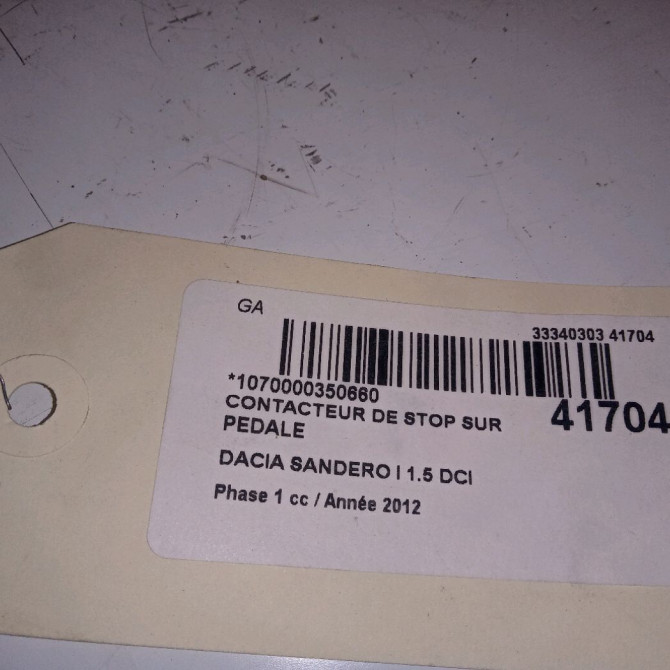 GA
33340303 41704
*1070000350660
41704
CONTACTEUR DE STOP SUR
PEDALE
DACIA SANDERO I 1.5 DCI
Phase 1 cc / Année 2012